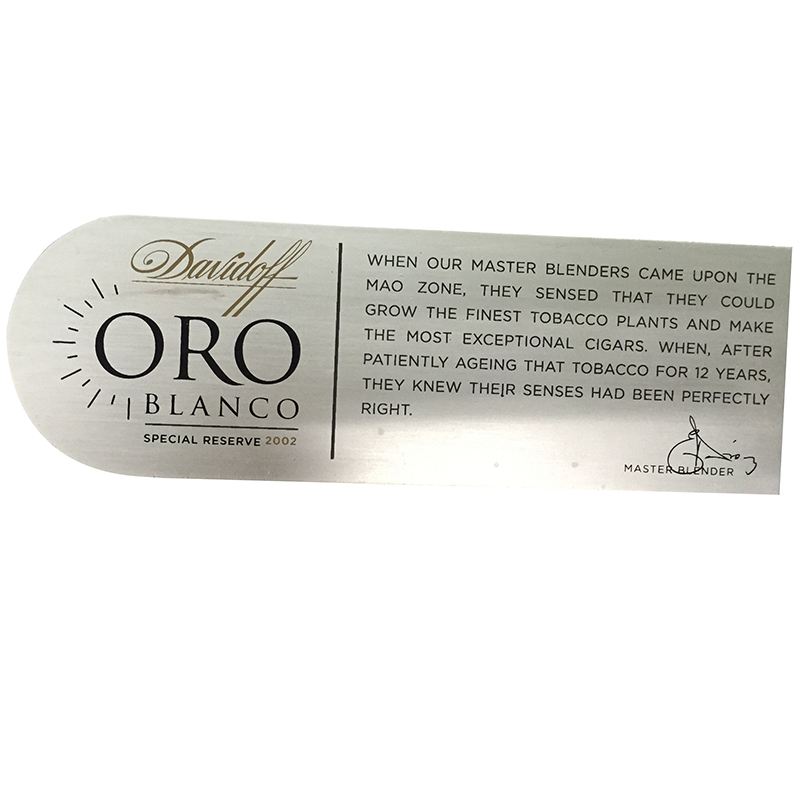 Davidoff
ORO
BLANCO
SPECIAL RESERVE 2002
WHEN OUR MASTER BLENDERS CAME UPON THE
MAO ZONE, THEY SENSED THAT THEY COULD
GROW THE FINEST TOBACCO PLANTS AND MAKE
THE MOST EXCEPTIONAL CIGARS. WHEN, AFTER
PATIENTLY AGEING THAT TOBACCO FOR 12 YEARS,
THEY KNEW THEIR SENSES HAD BEEN PERFECTLY
RIGHT.
MASTER BLENDER